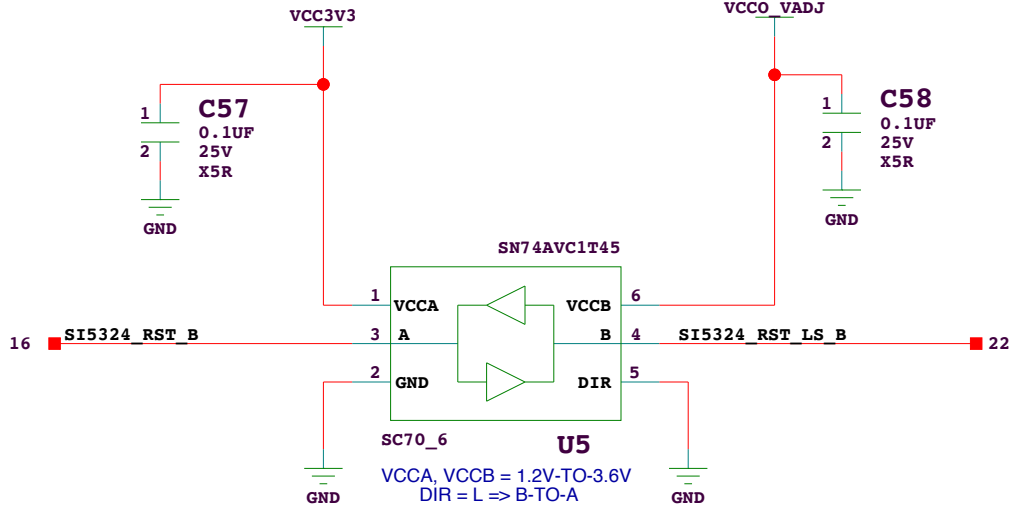 VCC3V3
VCCO_VADJ
1
C57
0.1UF
25V
X5R
2
GND
1
C58
0.1UF
25V
X5R
2
GND
SN74AVC1T45
1
VCCA
VCCB
6
16
SI5324_RST_B
3
A
B
4
SI5324_RST_LS_B
22
2
GND
DIR
5
SC70_6
U5
GND
VCCA, VCCB = 1.2V-TO-3.6V
DIR = L => B-TO-A
GND